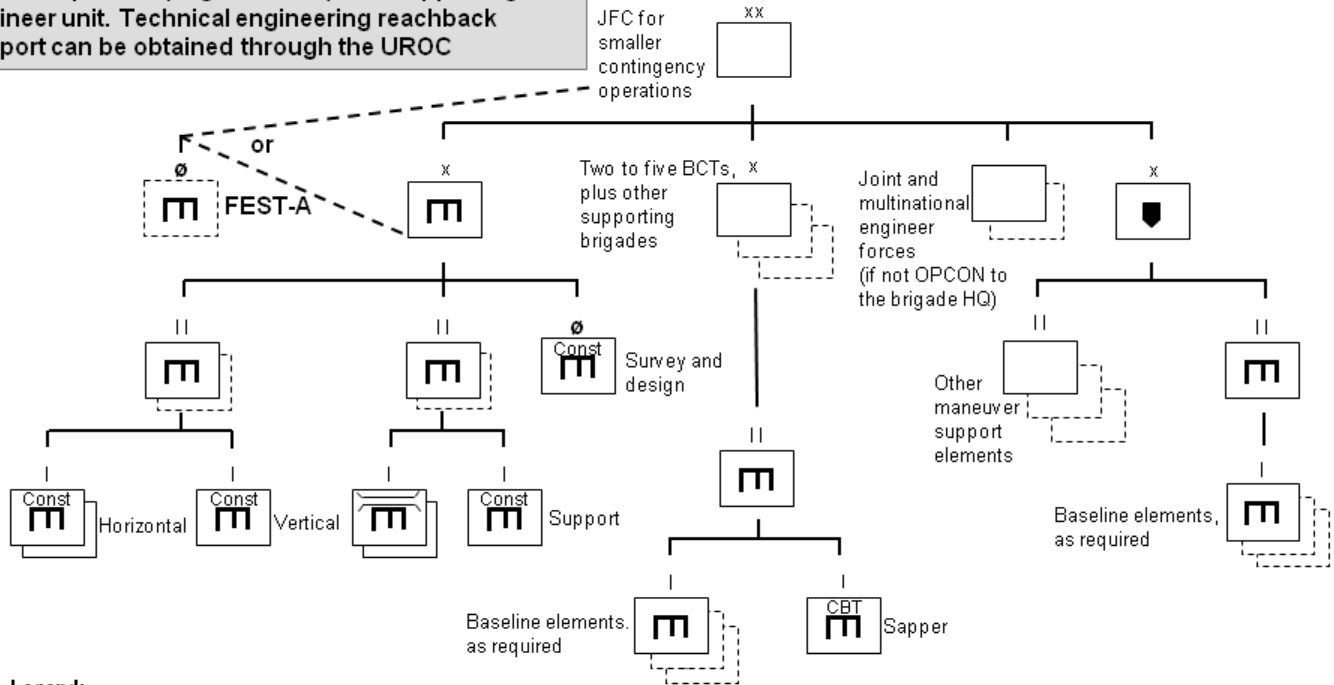 ineer unit. Technical engineering reachback
port can be obtained through the UROC
JFC for
smaller
contingency
operations
XX
or
Ø
FEST-A
X
Two to five BCTs,
plus other
supporting
brigades
X
Joint and
multinational
engineer
forces
(if not OPCON to
the brigade HQ)
X
II
II
Ø
Const
Survey and
design
II
Other
maneuver
support
elements
II
I
Const
Horizontal
I
Const
Vertical
I
I
Const
Support
II
I
Baseline elements,
as required
I
Baseline elements.
as required
I
CBT
Sapper